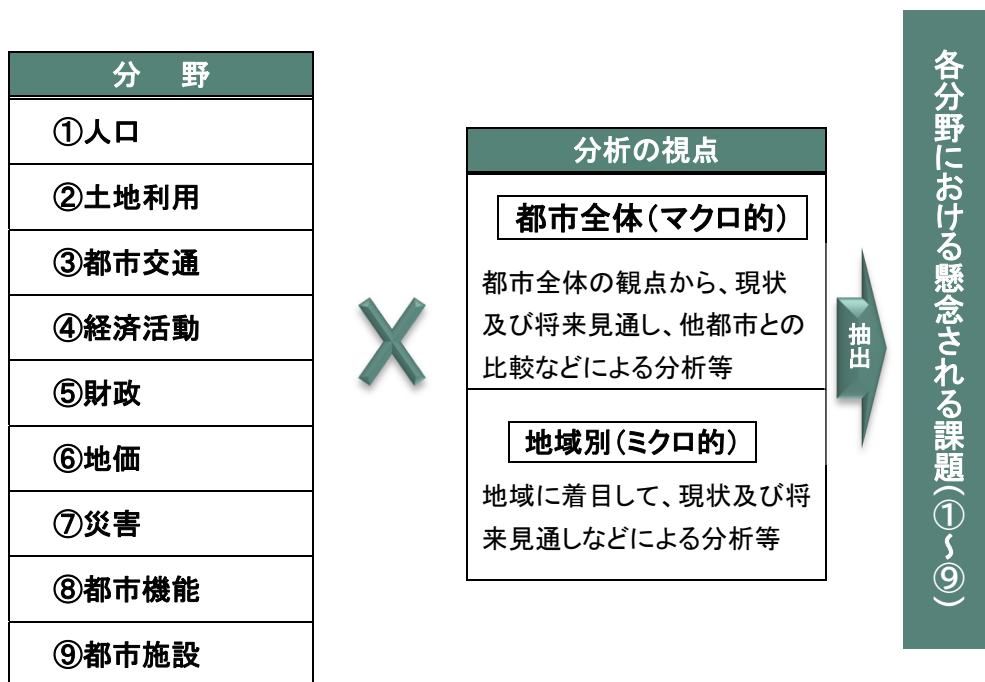 分 野
①人口
②土地利用
③都市交通
④経済活動
⑤財政
⑥地価
⑦災害
⑧都市機能
⑨都市施設
分析の視点
都市全体(マクロ的)
都市全体の観点から、現状
及び将来見通し、他都市との
比較などによる分析等
地域別(ミクロ的)
地域に着目して、現状及び将
来見通しなどによる分析等
抽出
各分野における懸念される課題(①~⑨)